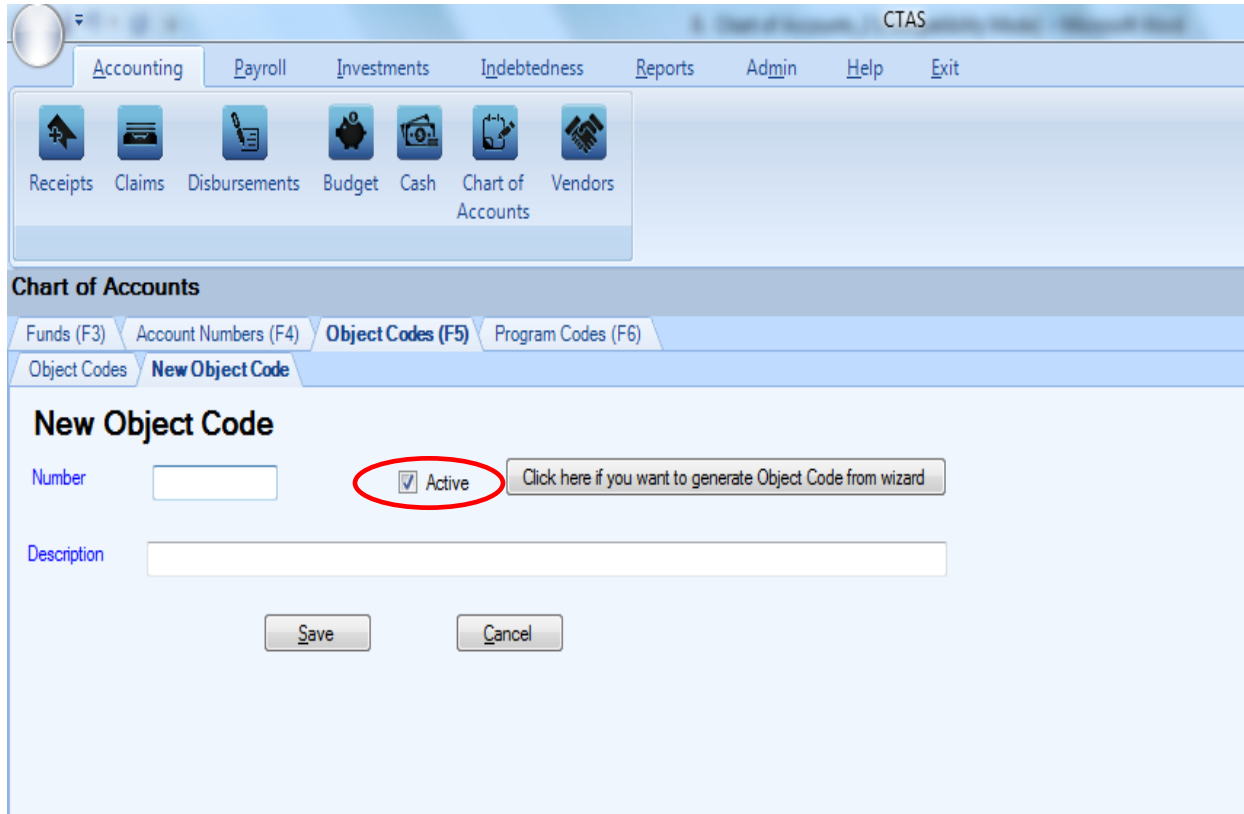 CTAS
Accounting Payroll Investments Indebtedness Reports Admin Help Exit
Receipts Claims Disbursements Budget Cash Chart of Accounts Vendors
Chart of Accounts
Funds (F3) Account Numbers (F4) Object Codes (F5) Program Codes (F6)
Object Codes New Object Code
New Object Code
Number Active Click here if you want to generate Object Code from wizard
Description
Save Cancel